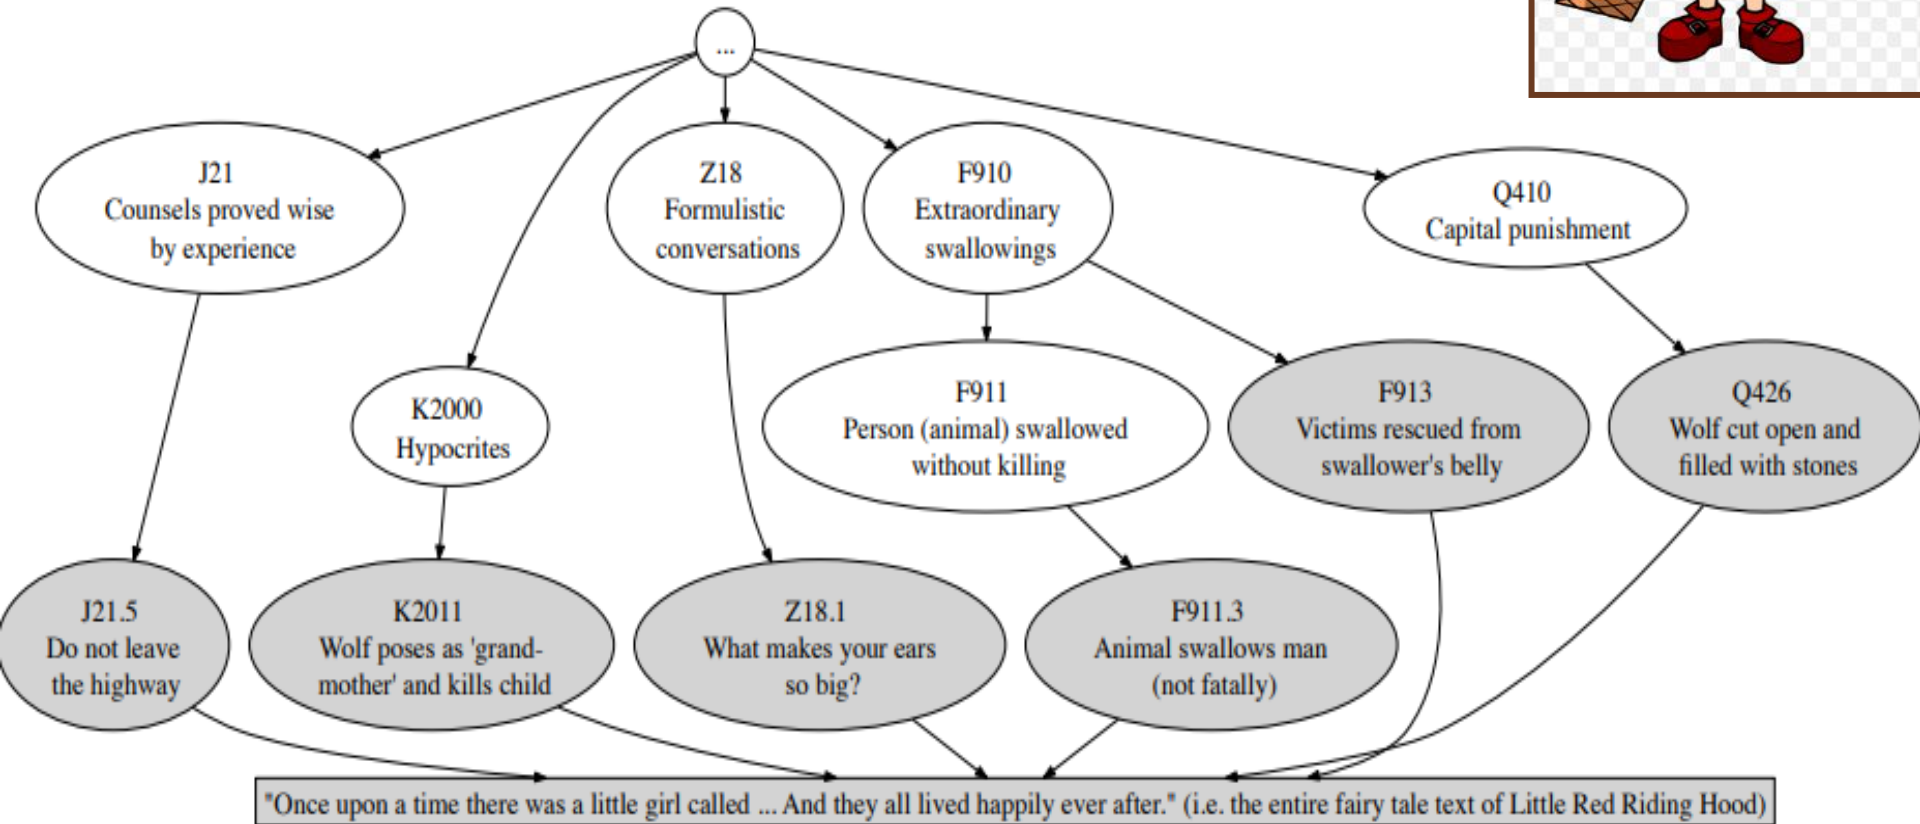 ...
J21
Counsels proved wise
by experience
Z18
Formulistic
conversations
F910
Extraordinary
swallowings
Q410
Capital punishment
K2000
Hypocrites
F911
Person (animal) swallowed
without killing
F913
Victims rescued from
swallower's belly
Q426
Wolf cut open and
filled with stones
J21.5
Do not leave
the highway
K2011
Wolf poses as 'grand-
mother' and kills child
Z18.1
What makes your ears
so big?
F911.3
Animal swallows man
(not fatally)
"Once upon a time there was a little girl called ... And they all lived happily ever after." (i.e. the entire fairy tale text of Little Red Riding Hood)